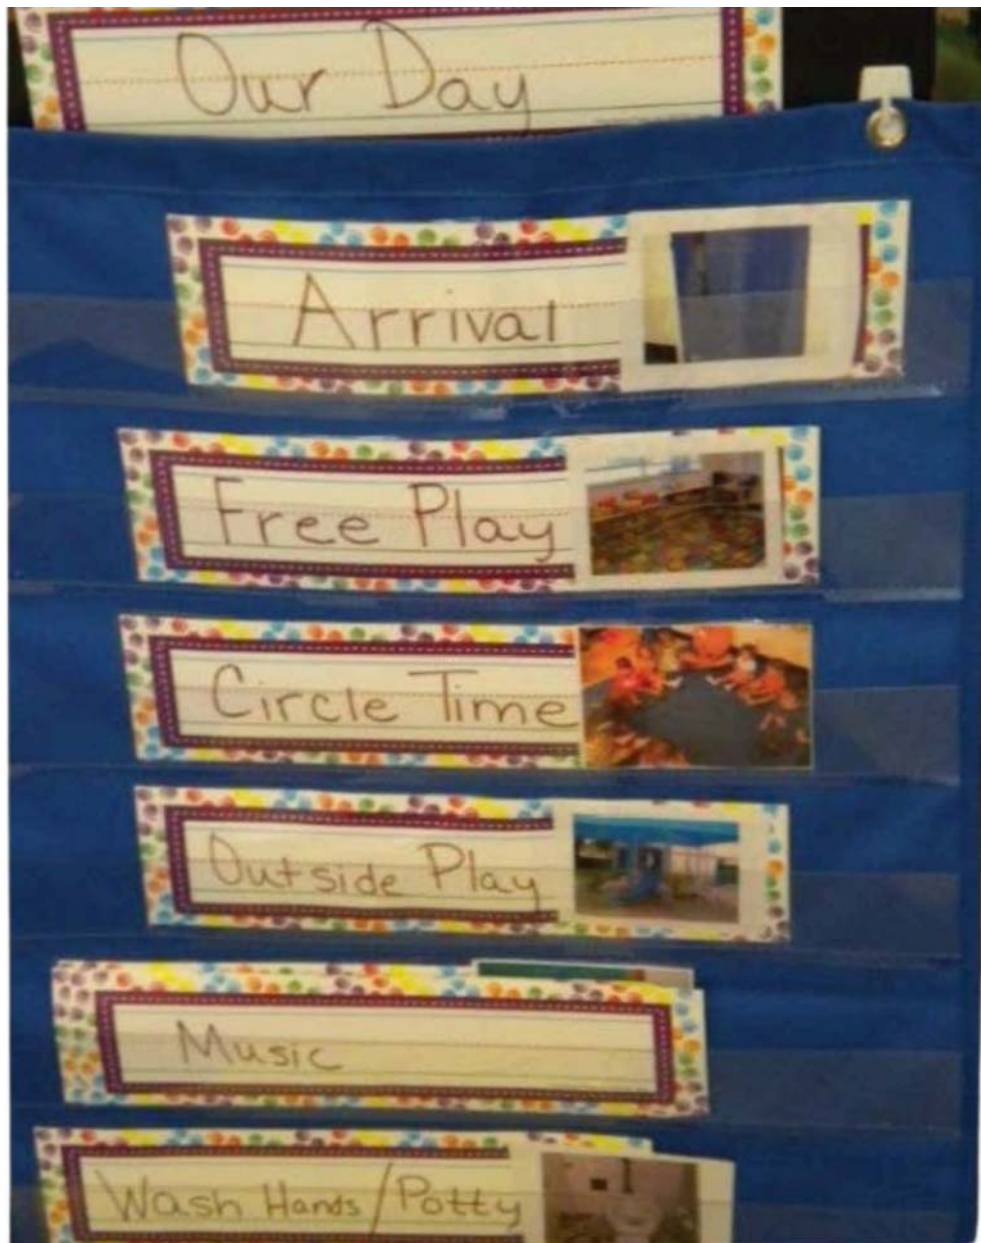 Our Day
Arrival
Free Play
Circle Time
Outside Play
Music
Wash Hands/Potty